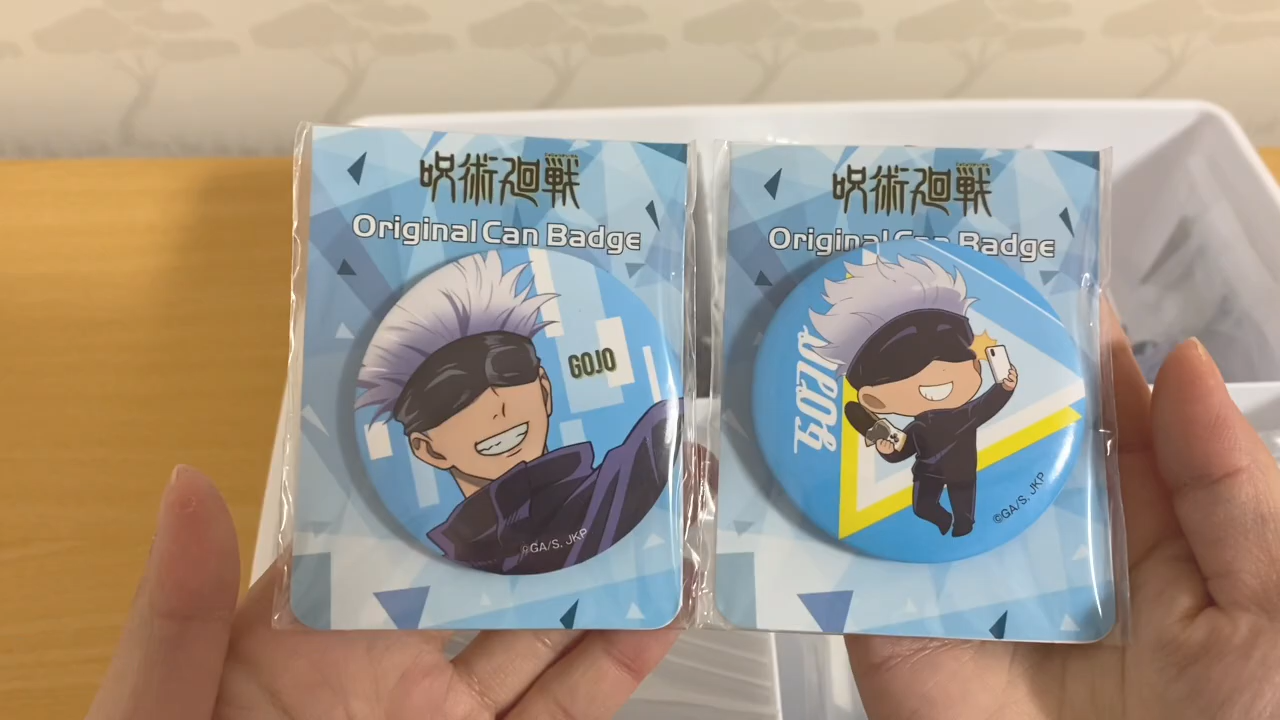 呪術廻戦
Original Can Badge
GOJO
GA/S, JKP
呪術廻戦
Original Can Badge
GOJO
©GA/S, JKP